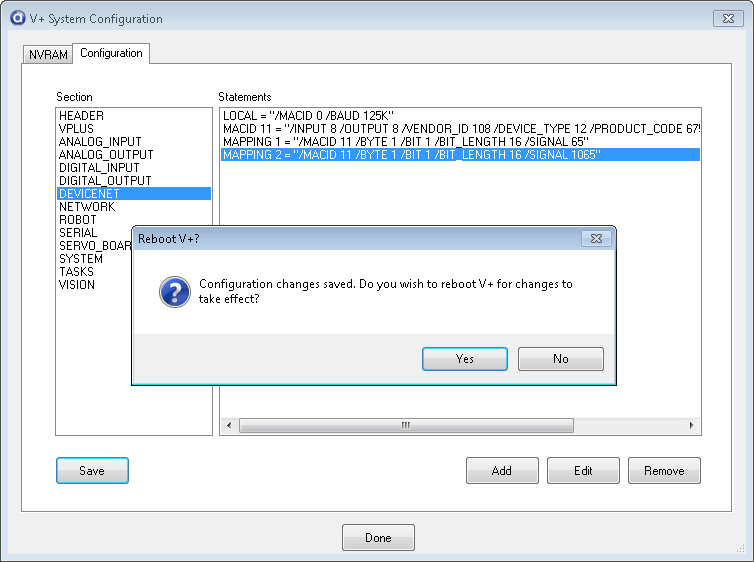 V+ System Configuration
NVRAM
Configuration
Section
Statements
HEADER
VPLUS
ANALOG_INPUT
ANALOG_OUTPUT
DIGITAL_INPUT
DIGITAL_OUTPUT
DEVICENET
NETWORK
ROBOT
SERIAL
SERVO_BOAR
SYSTEM
TASKS
VISION
LOCAL = "/MACID 0 /BAUD 125K"
MACID 11 = "/INPUT 8 /OUTPUT 8 /VENDOR_ID 108 /DEVICE_TYPE 12 /PRODUCT_CODE 67
MAPPING 1 = "/MACID 11 /BYTE 1 /BIT 1 /BIT_LENGTH 16 /SIGNAL 65"
MAPPING 2 = "/MACID 11 /BYTE 1 /BIT 1 /BIT_LENGTH 16 /SIGNAL 1065"
Reboot V+?
Configuration changes saved. Do you wish to reboot V+ for changes to
take effect?
Yes
No
Save
Add
Edit
Remove
Done